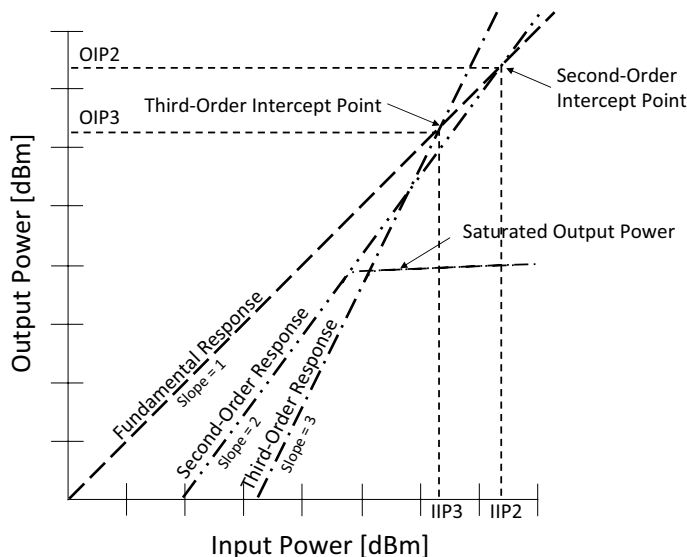 OIP2
Second-Order
Intercept Point
Third-Order Intercept Point
OIP3
Output Power [dBm]
Saturated Output Power
Fundamental Response
Slope = 1
Second-Order Response
Slope = 2
Third-Order Response
Slope = 3
IIP3
IIP2
Input Power [dBm]